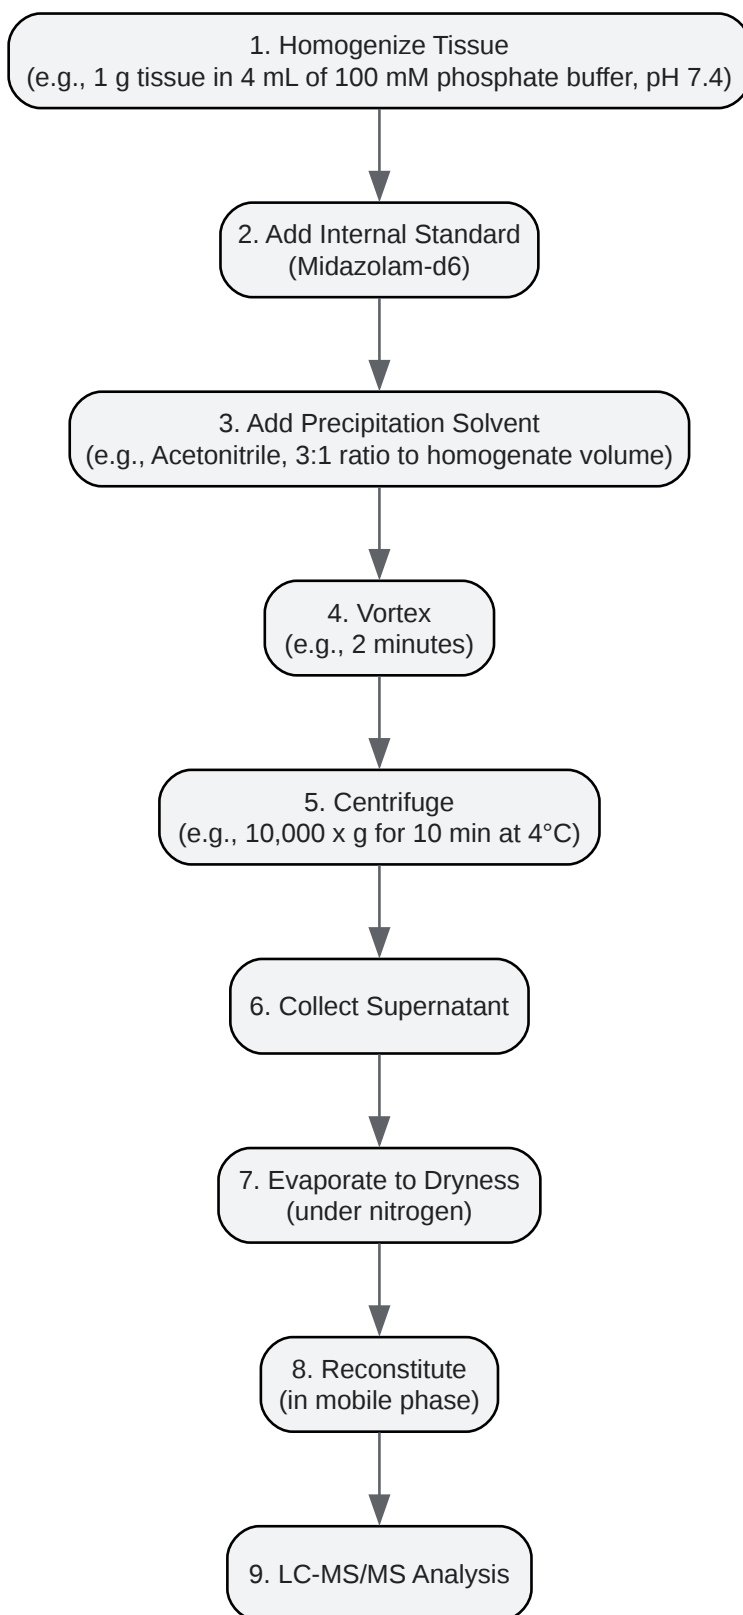 1. Homogenize Tissue
(e.g., 1 g tissue in 4 mL of 100 mM phosphate buffer, pH 7.4)
2. Add Internal Standard
(Midazolam-d6)
3. Add Precipitation Solvent
(e.g., Acetonitrile, 3:1 ratio to homogenate volume)
4. Vortex
(e.g., 2 minutes)
5. Centrifuge
(e.g., 10,000 x g for 10 min at 4°C)
6. Collect Supernatant
7. Evaporate to Dryness
(under nitrogen)
8. Reconstitute
(in mobile phase)
9. LC-MS/MS Analysis